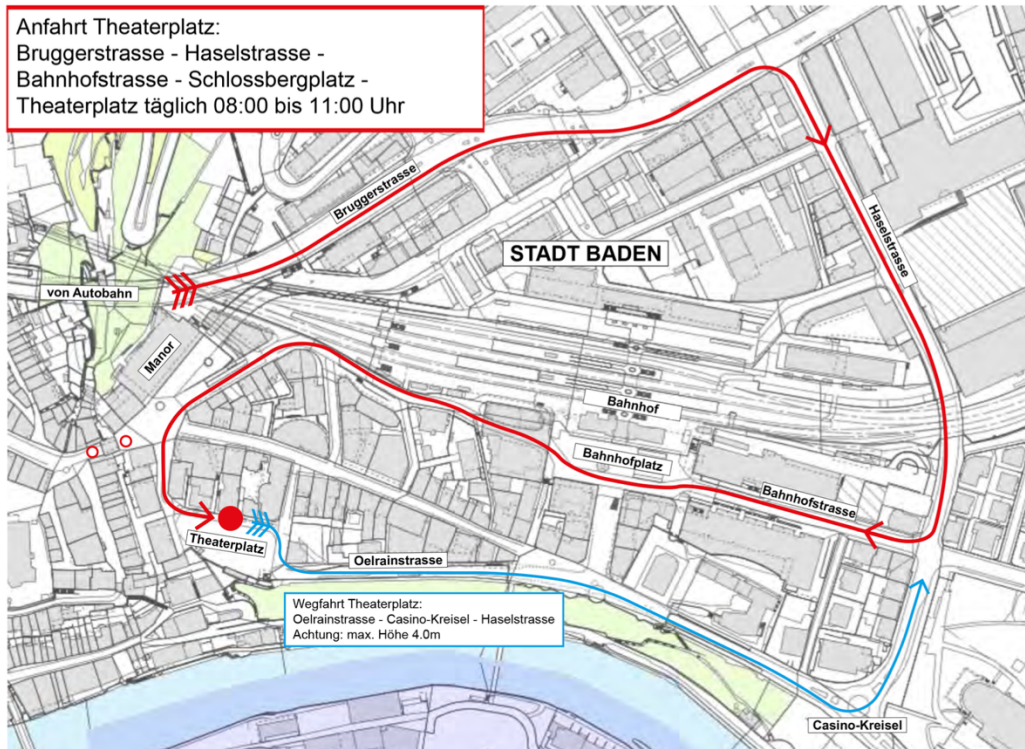 Anfahrt Theaterplatz:
Bruggerstrasse - Haselstrasse -
Bahnhofstrasse - Schlossbergplatz -
Theaterplatz täglich 08:00 bis 11:00 Uhr
Bruggerstrasse
Haselstrasse
STADT BADEN
von Autobahn
Manor
Bahnhof
Bahnhofplatz
Bahnhofstrasse
Theaterplatz
Oelrainstrasse
Wegfahrt Theaterplatz:
Oelrainstrasse - Casino-Kreisel - Haselstrasse
Achtung: max. Höhe 4.0m
Casino-Kreisel